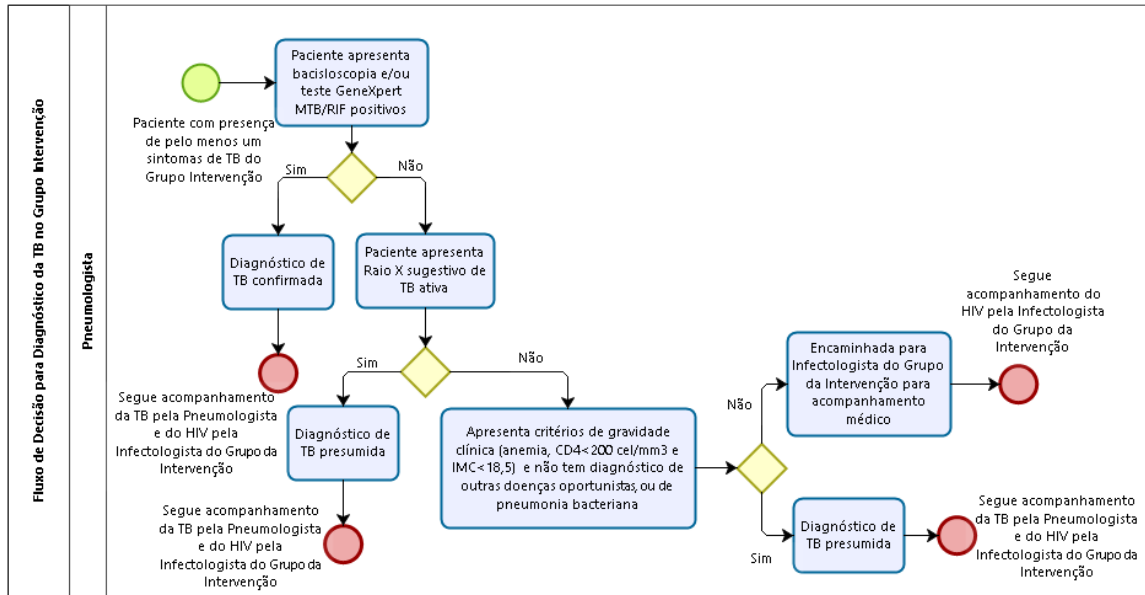 Fluxo de Decisão para Diagnóstico da TB no Grupo Intervenção
Pneumologista
Paciente com presença
de pelo menos um
sintomas de TB do
Grupo Intervenção
Paciente apresenta
bacisloscopia e/ou
teste GeneXpert
MTB/RIF positivos
Sim
Não
Diagnóstico de
TB confirmada
Paciente apresenta
Raio X sugestivo de
TB ativa
Segue acompanhamento
da TB pela Pneumologista
e do HIV pela
Infectologista do Grupo da
Intervenção
Sim
Não
Diagnóstico de
TB presumida
Segue acompanhamento
da TB pela Pneumologista
e do HIV pela
Infectologista do Grupo da
Intervenção
Apresenta critérios de gravidade
clínica (anemia, CD4<200 cel/mm3 e
IMC<18,5) e não tem diagnóstico de
outras doenças oportunistas, ou de
pneumonia bacteriana
Não
Encaminhada para
Infectologista do Grupo
da Intervenção para
acompanhamento
médico
Segue
acompanhamento do
HIV pela Infectologista
do Grupo da
Intervenção
Sim
Diagnóstico de
TB presumida
Segue acompanhamento
da TB pela Pneumologista
e do HIV pela
Infectologista do Grupo da
Intervenção